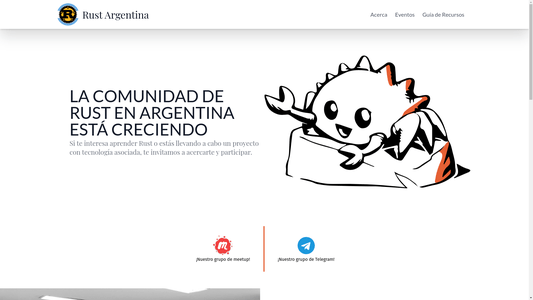 Rust Argentina
Acerca
Eventos
Guía de Recursos
LA COMUNIDAD DE
RUST EN ARGENTINA
ESTÁ CRECIENDO
Si te interesa aprender Rust o estás llevando a cabo un proyecto
con tecnología asociada, te invitamos a acercarte y participar.
¡Nuestro grupo de meetup!
¡Nuestro grupo de Telegram!